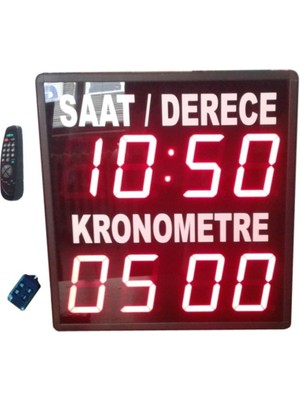 SAAT / DERECE
10:50
KRONOMETRE
05 00